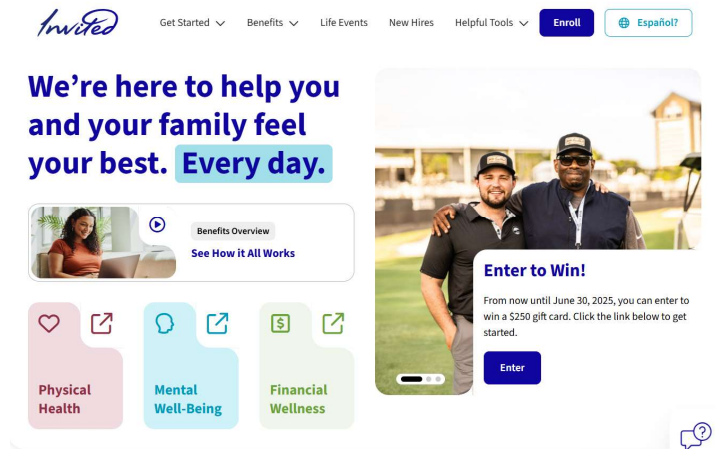 Invited
Get Started
Benefits
Life Events
New Hires
Helpful Tools
Enroll
Español?
We’re here to help you
and your family feel
your best. Every day.
Benefits Overview
See How it All Works
Physical
Health
Mental
Well-Being
Financial
Wellness
Enter to Win!
From now until June 30, 2025, you can enter to
win a $250 gift card. Click the link below to get
started.
Enter